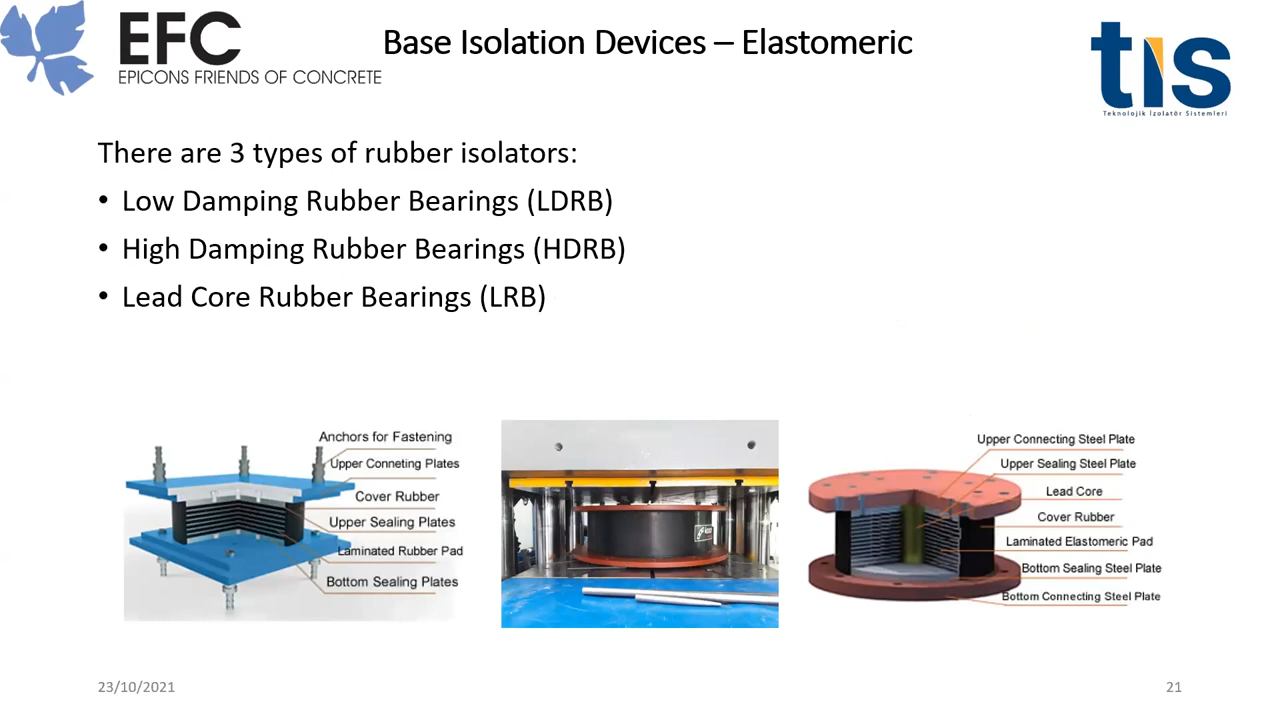 EFC
EPICONS FRIENDS OF CONCRETE
Base Isolation Devices – Elastomeric
tıs
Teknolojik İzolatör Sistemleri
There are 3 types of rubber isolators:
• Low Damping Rubber Bearings (LDRB)
• High Damping Rubber Bearings (HDRB)
• Lead Core Rubber Bearings (LRB)
Anchors for Fastening
Upper Conneting Plates
Cover Rubber
Upper Sealing Plates
Laminated Rubber Pad
Bottom Sealing Plates
Upper Connecting Steel Plate
Upper Sealing Steel Plate
Lead Core
Cover Rubber
Laminated Elastomeric Pad
Bottom Sealing Steel Plate
Bottom Connecting Steel Plate
23/10/2021
21